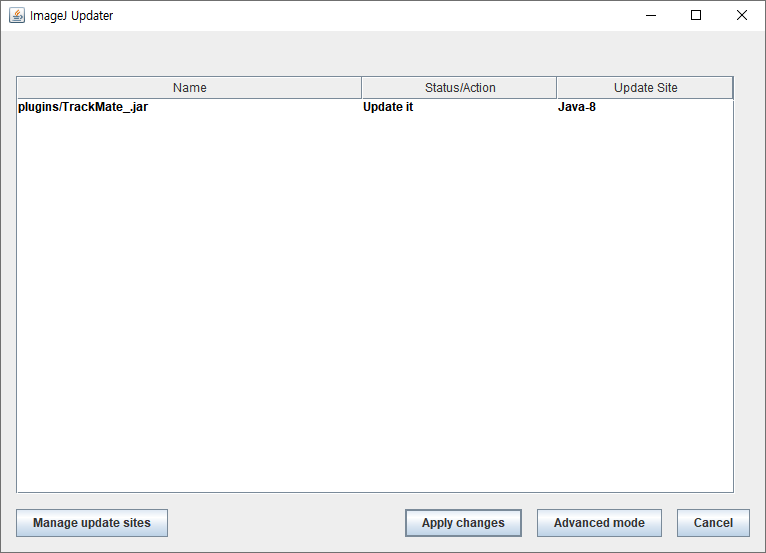 ImageJ Updater
Name Status/Action Update Site
plugins/TrackMate_.jar Update it Java-8
Manage update sites Apply changes Advanced mode Cancel